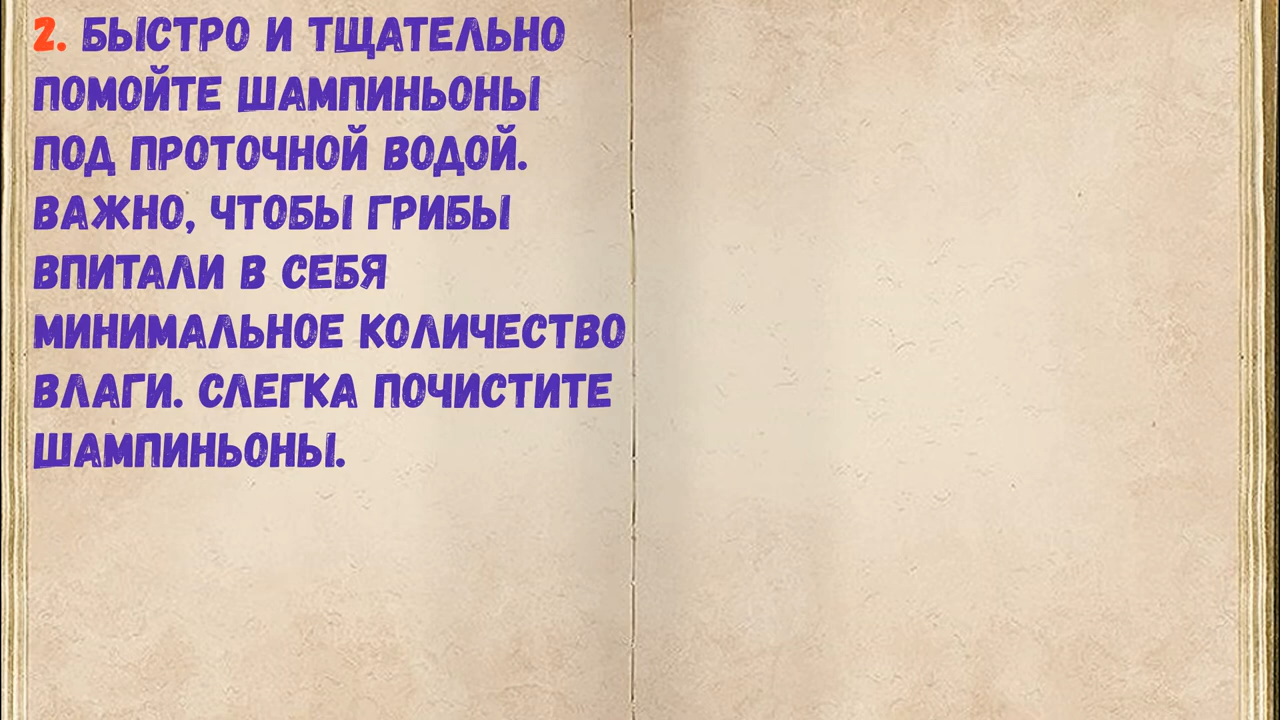 2. БЫСТРО И ТЩАТЕЛЬНО
ПОМОЙТЕ ШАМПИНЬОНЫ
ПОД ПРОТОЧНОЙ ВОДОЙ.
ВАЖНО, ЧТОБЫ ГРИБЫ
ВПИТАЛИ В СЕБЯ
МИНИМАЛЬНОЕ КОЛИЧЕСТВО
ВЛАГИ. СЛЕГКА ПОЧИСТИТЕ
ШАМПИНЬОНЫ.